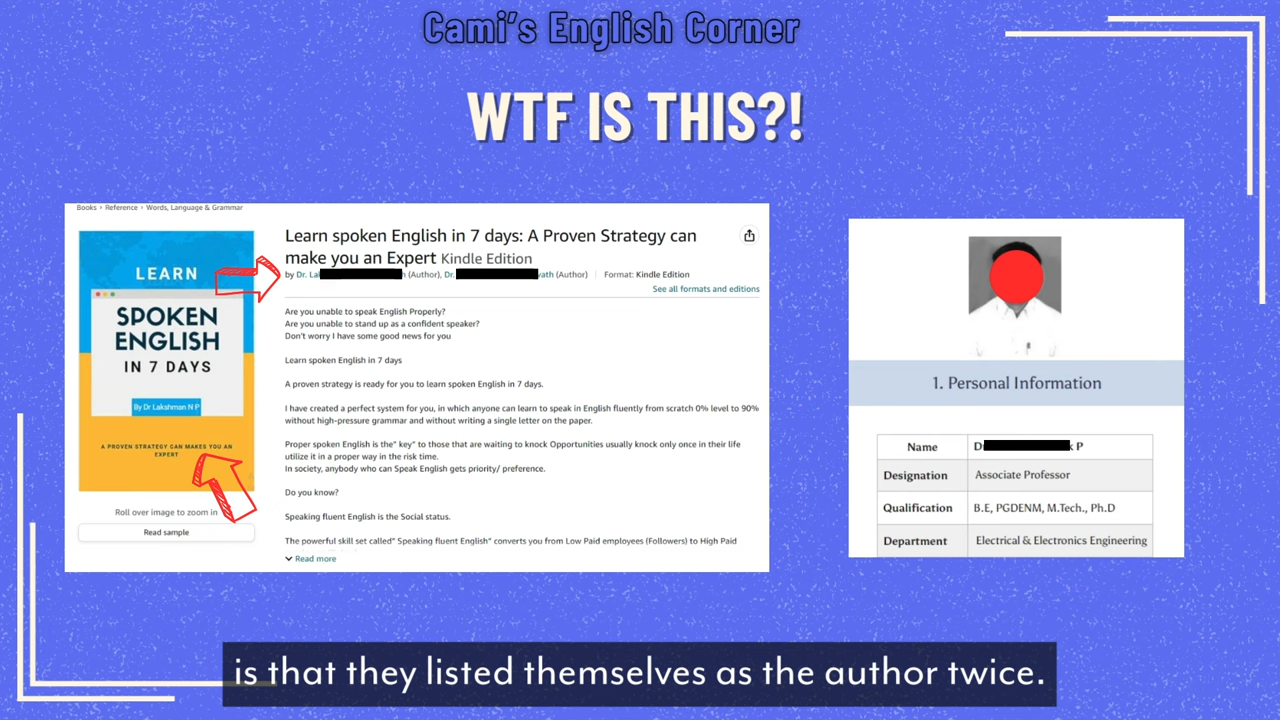 Cami's English Corner
WTF IS THIS?!
Books › Reference › Words, Language & Grammar
LEARN
SPOKEN
ENGLISH
IN 7 DAYS
By Dr Lakshman N P
A PROVEN STRATEGY CAN MAKES YOU AN
EXPERT
Roll over image to zoom in
Read sample
Learn spoken English in 7 days: A Proven Strategy can
make you an Expert Kindle Edition
by Dr. La (Author), Dr. vath (Author) | Format: Kindle Edition
See all formats and editions
Are you unable to speak English Properly?
Are you unable to stand up as a confident speaker?
Don't worry I have some good news for you
Learn spoken English in 7 days
A proven strategy is ready for you to learn spoken English in 7 days.
I have created a perfect system for you, in which anyone can learn to speak in English fluently from scratch 0% level to 90%
without high-pressure grammar and without writing a single letter on the paper.
Proper spoken English is the" key" to those that are waiting to knock Opportunities usually knock only once in their life
utilize it in a proper way in the risk time.
In society, anybody who can Speak English gets priority/ preference.
Do you know?
Speaking fluent English is the Social status.
The powerful skill set called" Speaking fluent English" converts you from Low Paid employees (Followers) to High Paid
Read more
1. Personal Information
Name D k P
Designation Associate Professor
Qualification B.E, PGDENM, M.Tech., Ph.D
Department Electrical & Electronics Engineering
is that they listed themselves as the author twice.